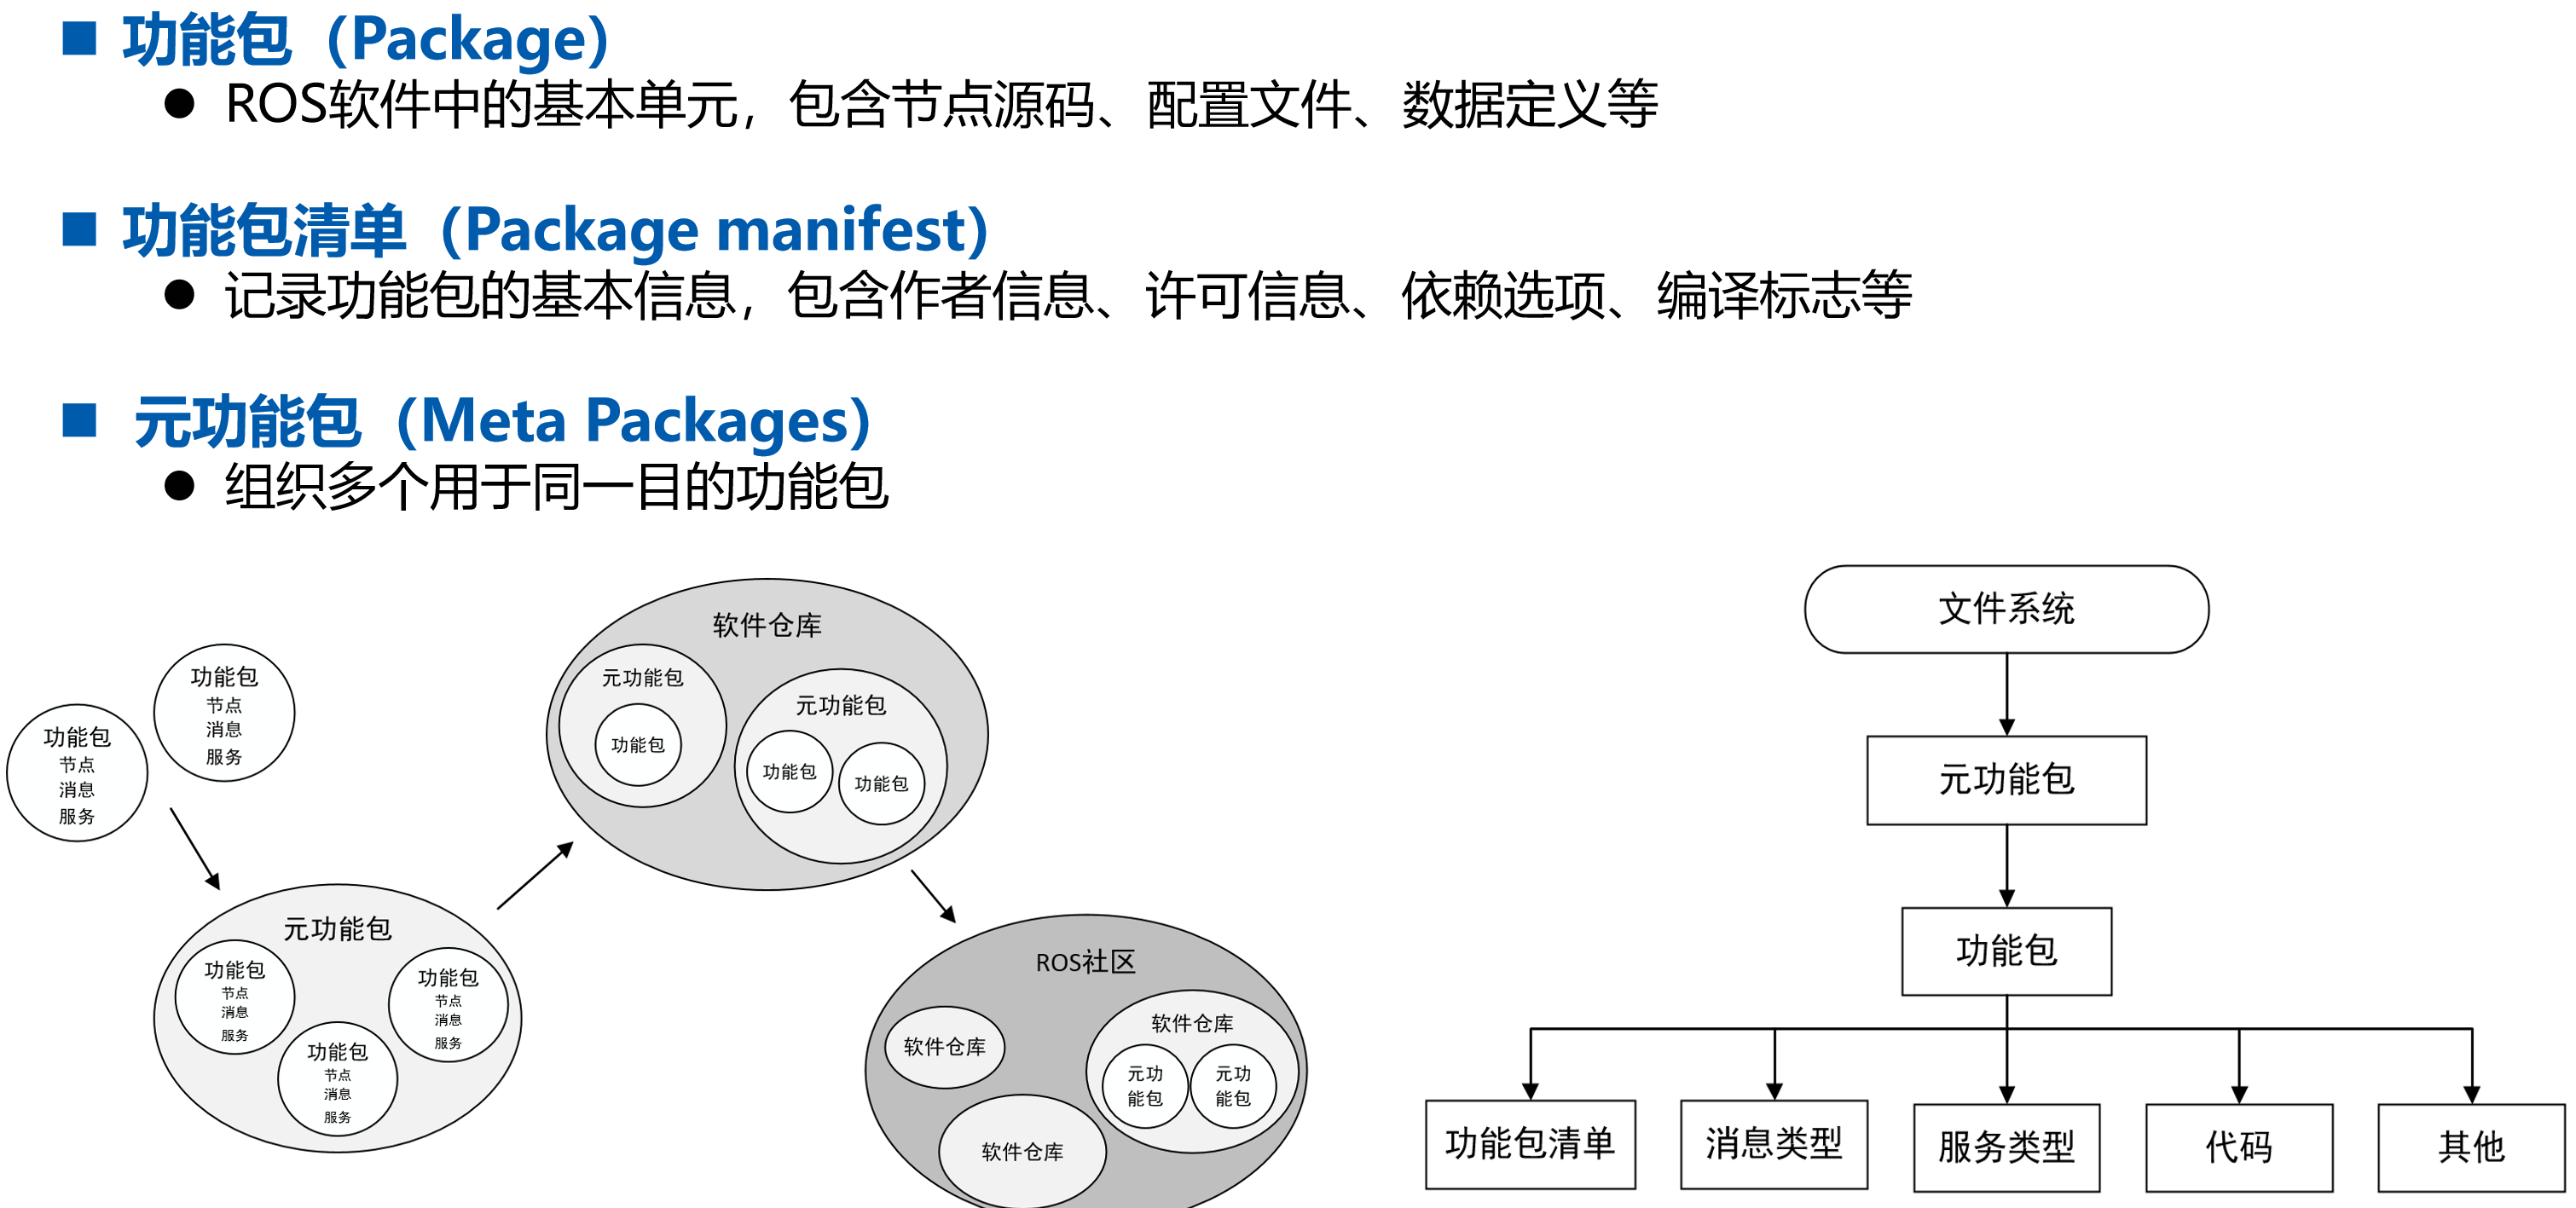 功能包（Package）
ROS软件中的基本单元，包含节点源码、配置文件、数据定义等
功能包清单（Package manifest）
记录功能包的基本信息，包含作者信息、许可信息、依赖选项、编译标志等
元功能包（Meta Packages）
组织多个用于同一目的功能包
功能包
节点
消息
服务
功能包
节点
消息
服务
元功能包
功能包
节点
消息
服务
功能包
节点
消息
服务
功能包
节点
消息
服务
软件仓库
元功能包
功能包
元功能包
功能包
功能包
ROS社区
软件仓库
软件仓库
软件仓库
元功
能包
元功
能包
文件系统
元功能包
功能包
功能包清单
消息类型
服务类型
代码
其他